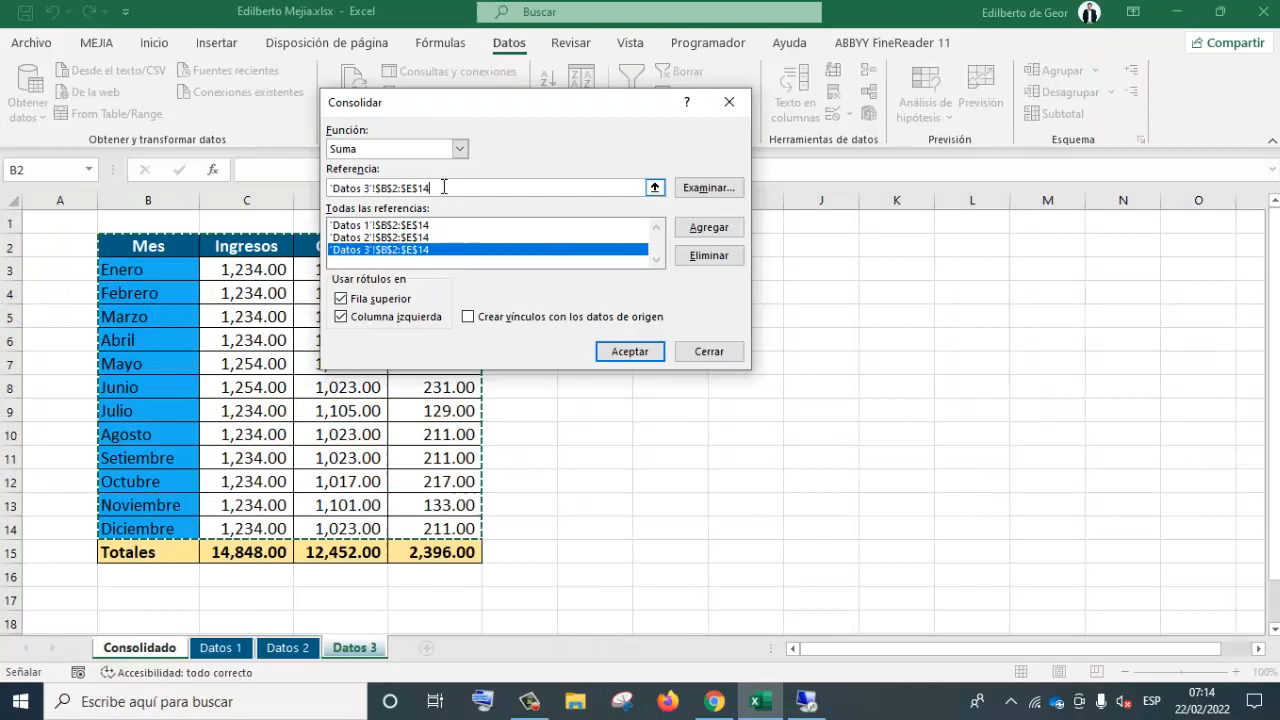 Edilberto Mejia.xlsx - Excel
Buscar
Edilberto de Geor
Archivo MEJIA Inicio Insertar Disposición de página Fórmulas Datos Revisar Vista Programador Ayuda ABBYY FineReader 11 Compartir
Obtener datos
Desde el texto/CSV
De la web
From Table/Range
Fuentes recientes
Conexiones existentes
Consultas y conexiones
Borrar
Texto en columnas
Análisis de hipótesis
Previsión
Agrupar
Desagrupar
Subtotal
Obtener y transformar datos
Herramientas de datos
Previsión
Esquema
B2
fx
Consolidar
? ×
Función:
Suma
Referencia:
'Datos 3'!$B$2:$E$14
Examinar...
Todas las referencias:
'Datos 1'!$B$2:$E$14
'Datos 2'!$B$2:$E$14
'Datos 3'!$B$2:$E$14
Agregar
Eliminar
Usar rótulos en
Fila superior
Columna izquierda
Crear vínculos con los datos de origen
Aceptar
Cerrar
A B C J K L M N O
1
2 Mes Ingresos
3 Enero 1,234.00
4 Febrero 1,234.00
5 Marzo 1,234.00
6 Abril 1,234.00
7 Mayo 1,254.00
8 Junio 1,254.00 1,023.00 231.00
9 Julio 1,234.00 1,105.00 129.00
10 Agosto 1,234.00 1,023.00 211.00
11 Setiembre 1,234.00 1,023.00 211.00
12 Octubre 1,234.00 1,017.00 217.00
13 Noviembre 1,234.00 1,101.00 133.00
14 Diciembre 1,234.00 1,023.00 211.00
15 Totales 14,848.00 12,452.00 2,396.00
16
17
18
Consolidado Datos 1 Datos 2 Datos 3
Señalar
Accesibilidad: todo correcto
100%
Escribe aquí para buscar
ESP
07:14
22/02/2022